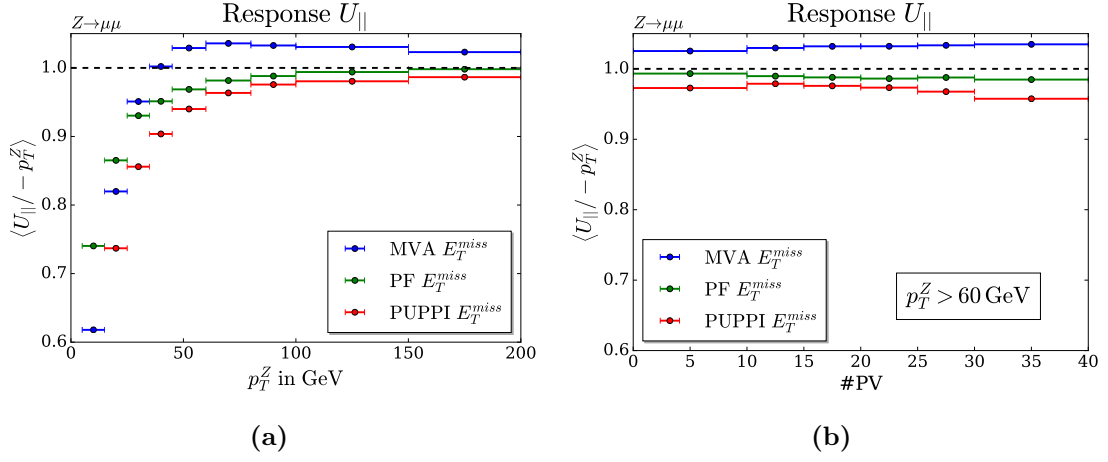 Z→μμ
Response U||
⟨U||/−p_T^Z⟩
1.0
0.9
0.8
0.7
0.6
MVA E_T^miss
PF E_T^miss
PUPPI E_T^miss
0 50 100 150 200
p_T^Z in GeV
(a)
Z→μμ
Response U||
⟨U||/−p_T^Z⟩
1.0
0.9
0.8
0.7
0.6
MVA E_T^miss
PF E_T^miss
PUPPI E_T^miss
p_T^Z > 60 GeV
0 5 10 15 20 25 30 35 40
#PV
(b)